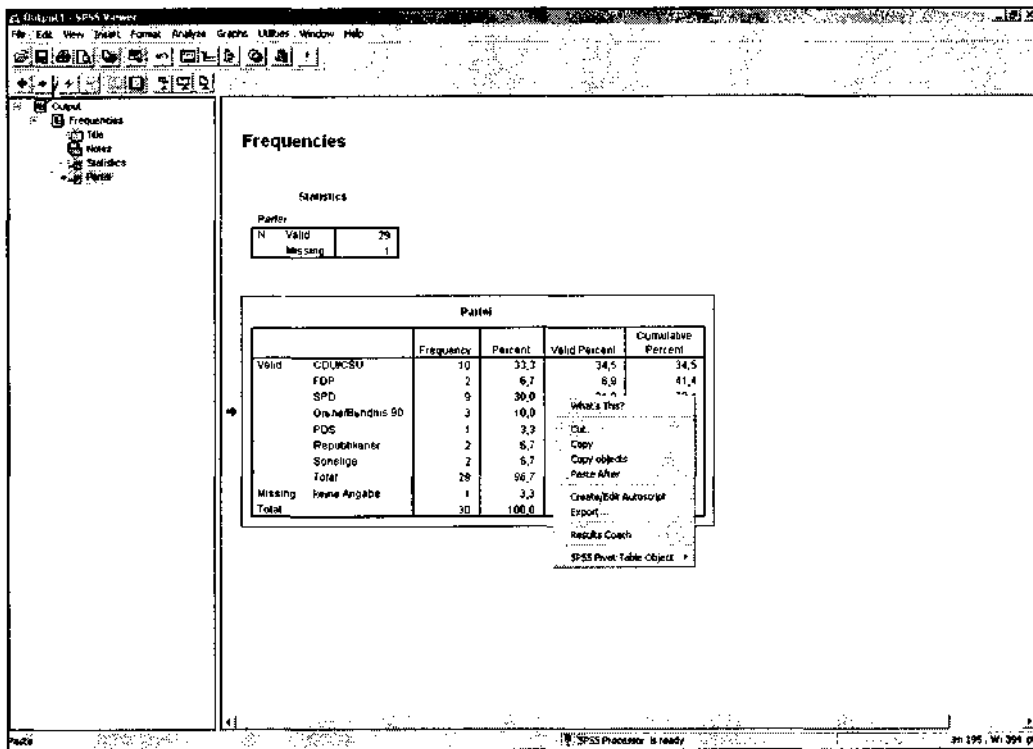 Output1 - SPSS Viewer
File Edit View Insert Format Analyze Graphs Utilities Window Help
Output
Frequencies
Title
Notes
Statistics
Partei
Frequencies
Statistics
Partei
N Valid 29
Missing 1
Partei
Frequency Percent Valid Percent Cumulative Percent
Valid CDU/CSU 10 33,3 34,5 34,5
FDP 2 6,7 6,9 41,4
SPD 9 30,0
Grüne/Bündnis 90 3 10,0
PDS 1 3,3
Republikaner 2 6,7
Sonstige 2 6,7
Total 29 96,7
Missing keine Angabe 1 3,3
Total 30 100,0
What's This?
Cut
Copy
Copy objects
Paste After
Create/Edit Autoscript
Export...
Results Coach
SPSS Pivot Table Object
SPSS Processor is ready